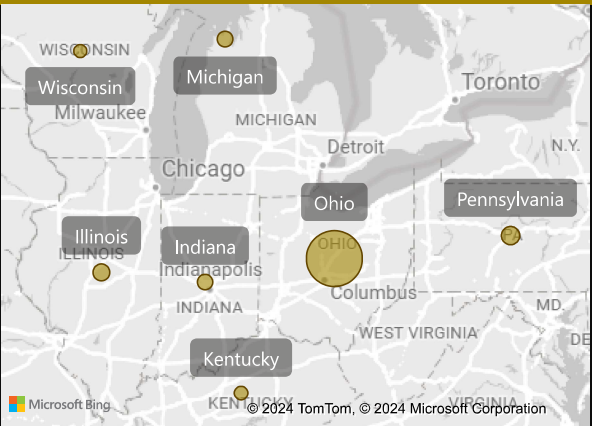 WISCONSIN
Wisconsin
Michigan
Toronto
Milwaukee
MICHIGAN
Detroit
N.Y.
Chicago
Ohio
Pennsylvania
Illinois
ILLINOIS
Indiana
OHIO
PA
Indianapolis
Columbus
INDIANA
MD.
WEST VIRGINIA
DE
Kentucky
KENTUCKY
VIRGINIA
Microsoft Bing
© 2024 TomTom, © 2024 Microsoft Corporation